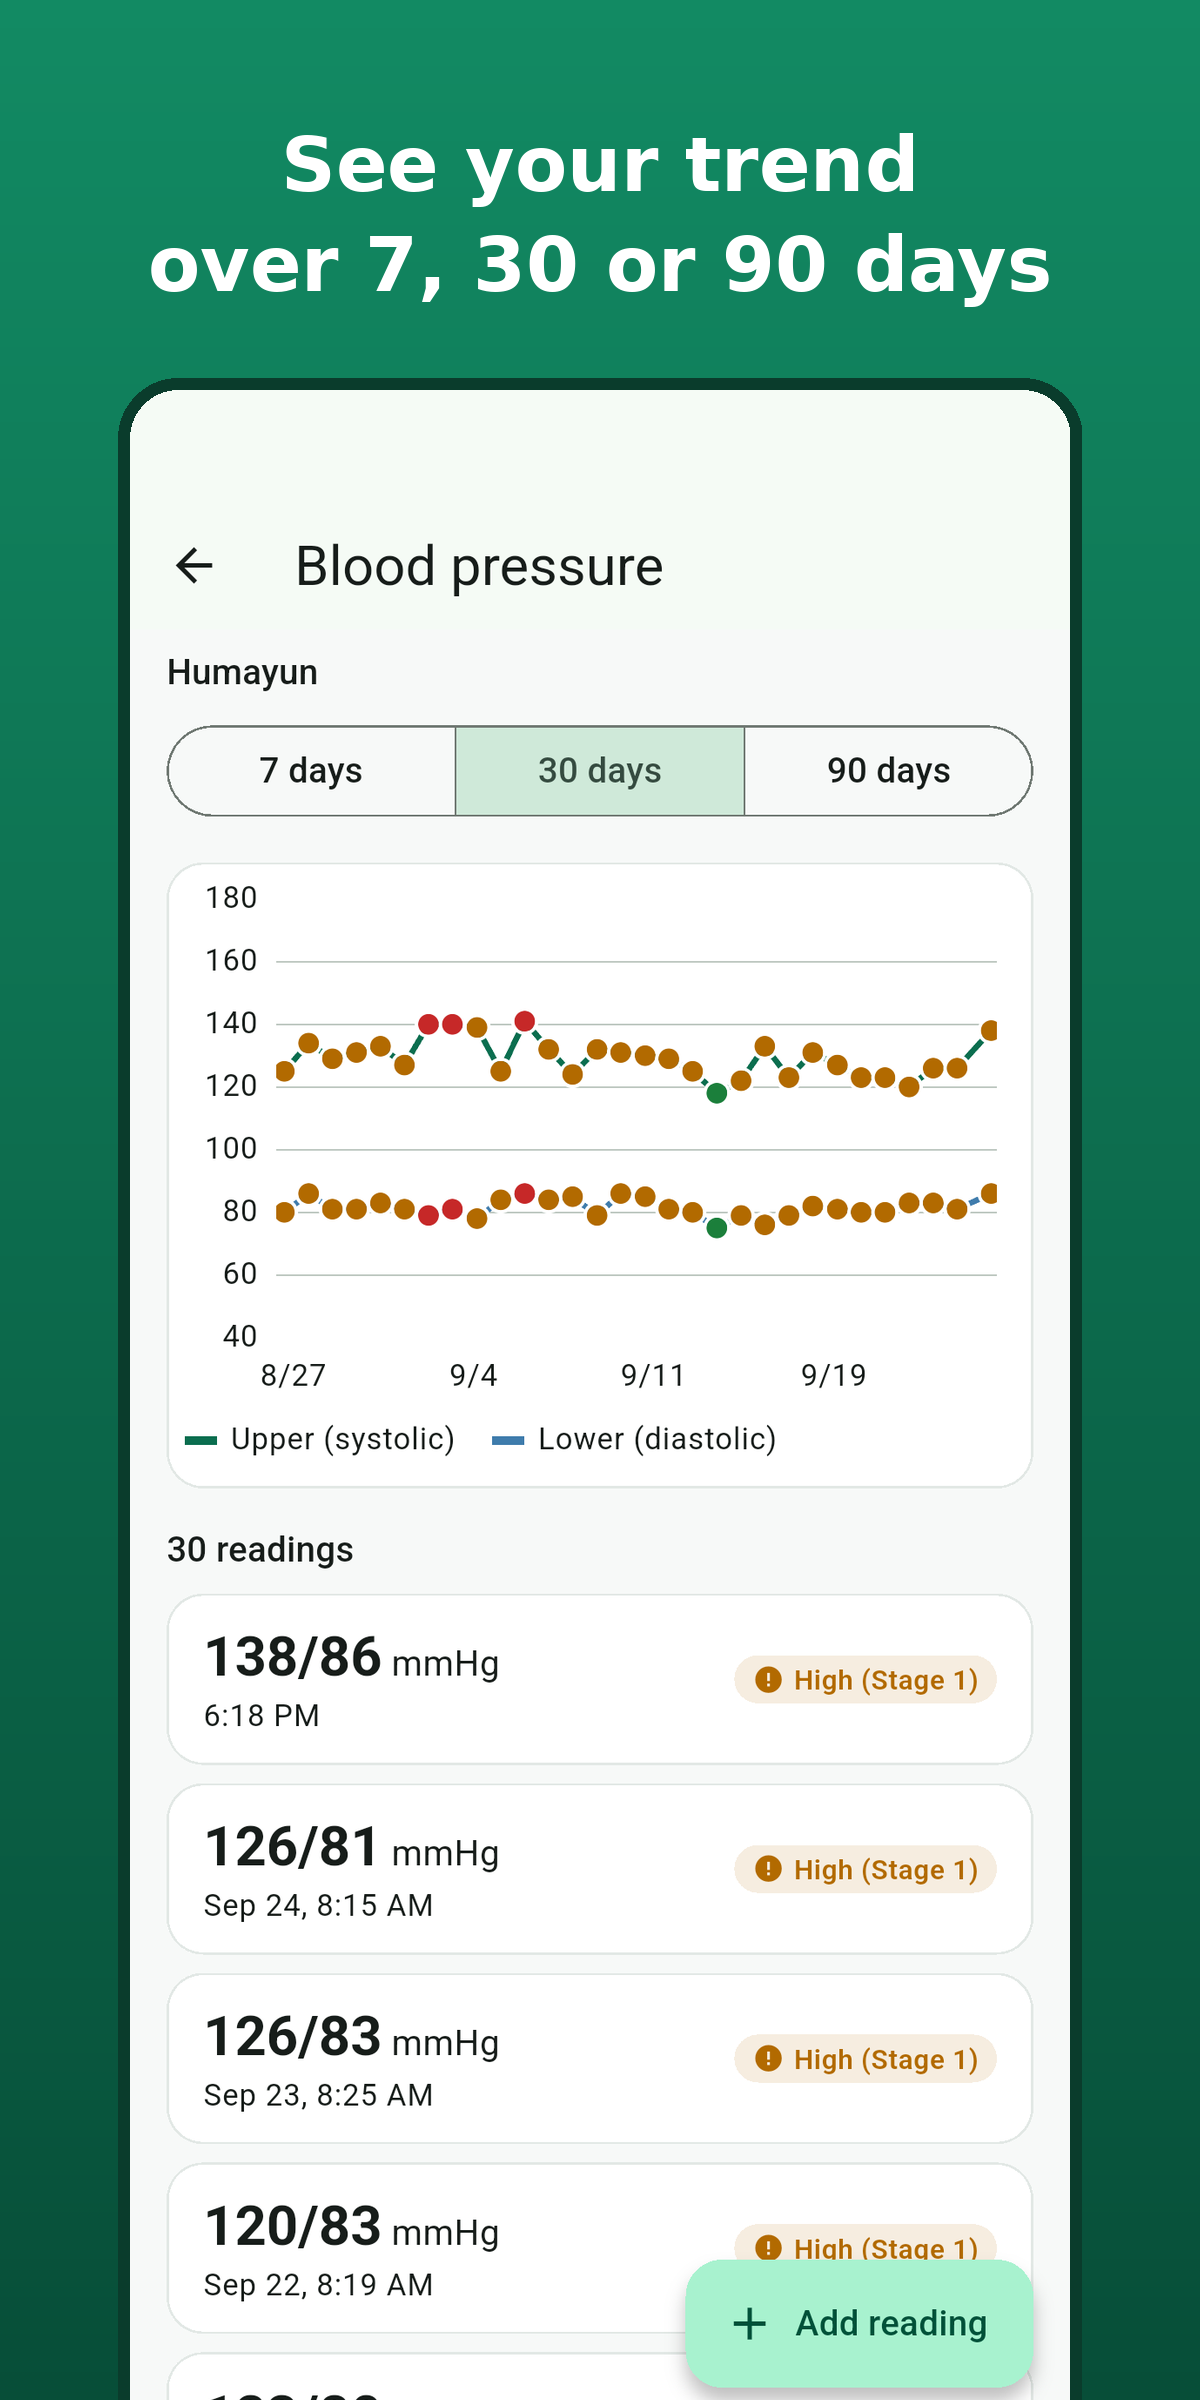 See your trend
over 7, 30 or 90 days
Blood pressure
Humayun
7 days 30 days 90 days
180
160
140
120
100
80
60
40
8/27 9/4 9/11 9/19
Upper (systolic) Lower (diastolic)
30 readings
138/86 mmHg
High (Stage 1)
6:18 PM
126/81 mmHg
High (Stage 1)
Sep 24, 8:15 AM
126/83 mmHg
High (Stage 1)
Sep 23, 8:25 AM
120/83 mmHg
High (Stage 1)
Sep 22, 8:19 AM
Add reading